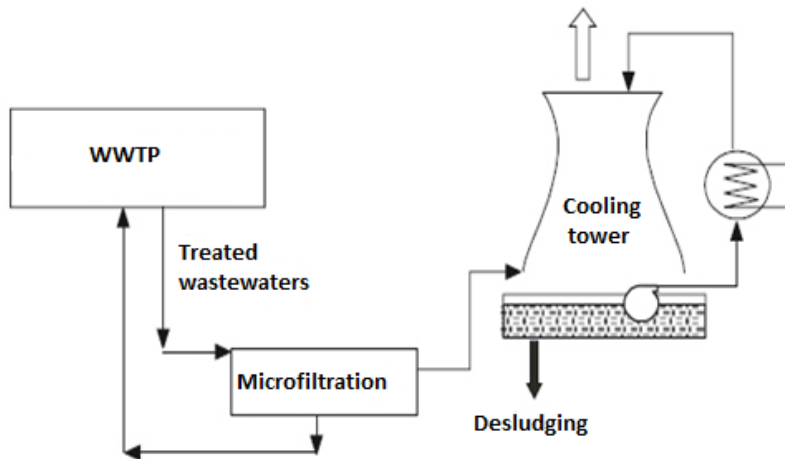 WWTP
Treated
wastewaters
Microfiltration
Cooling
tower
Desludging